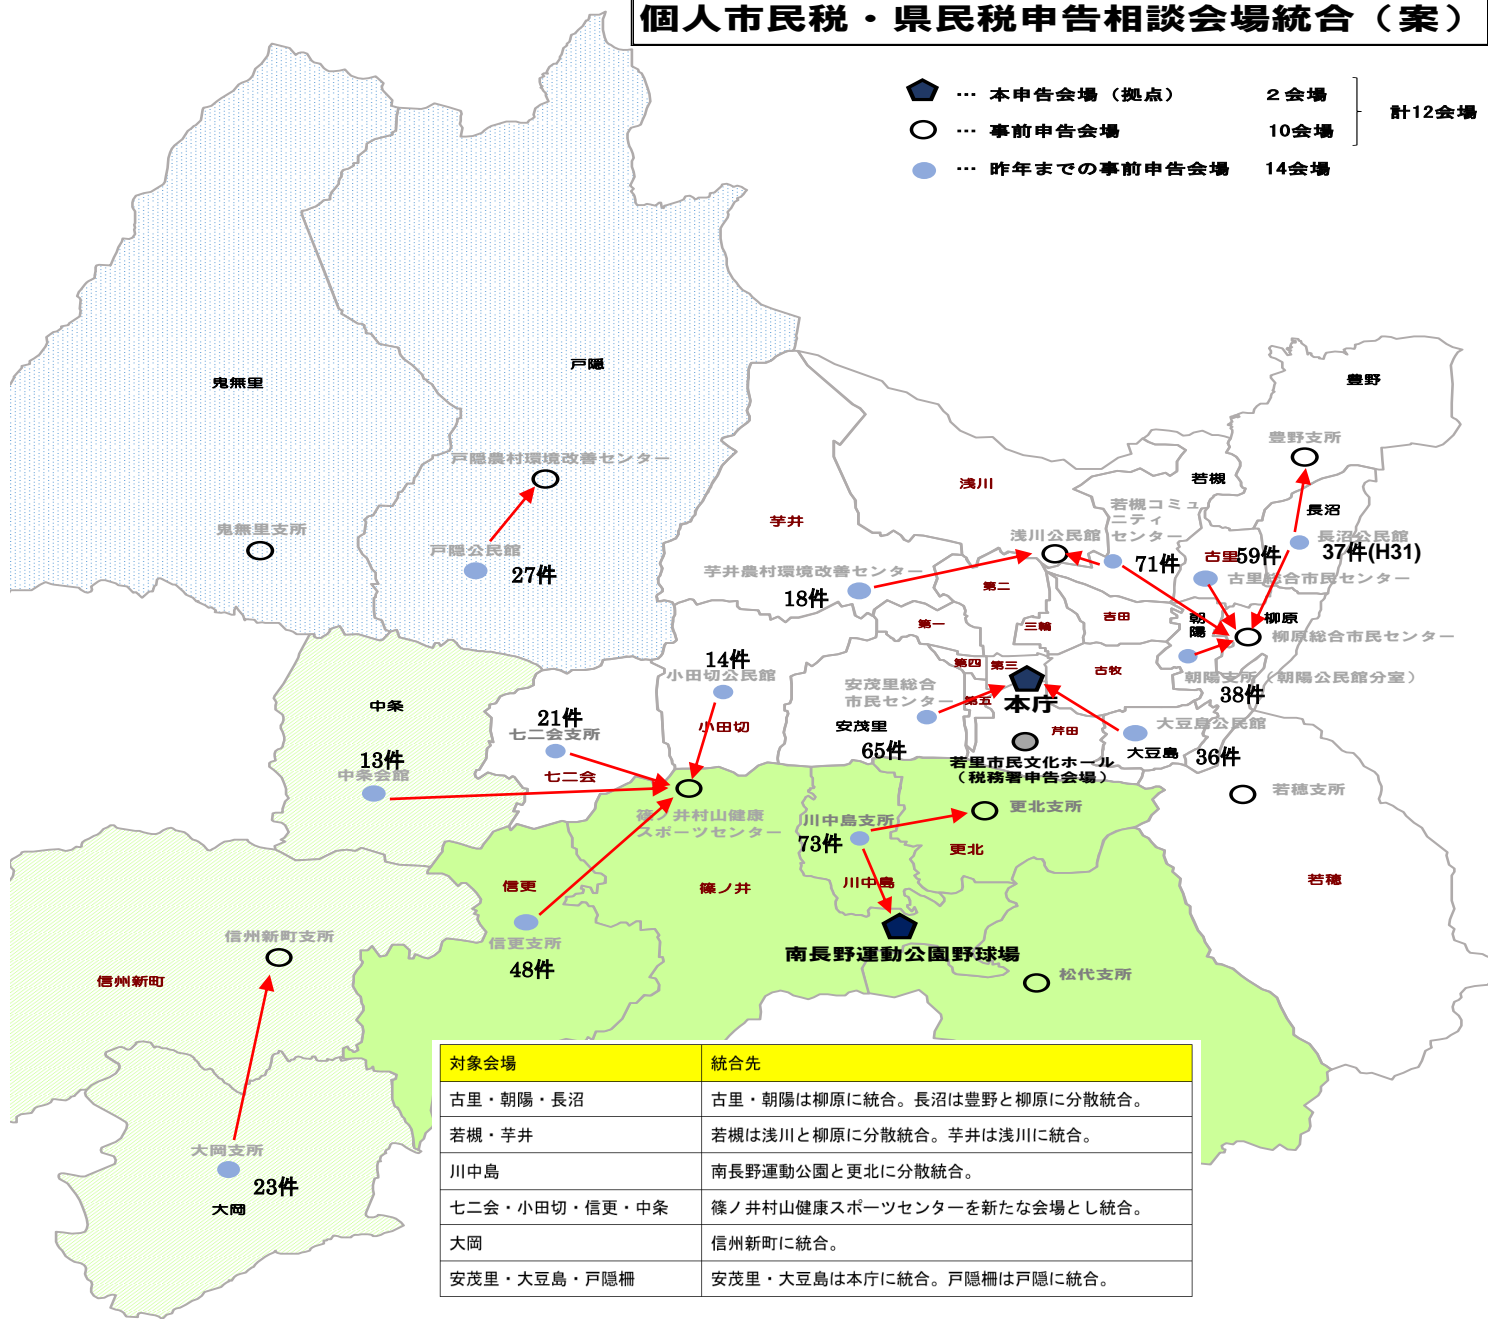 個人市民税・県民税申告相談会場統合（案）
… 本申告会場（拠点） 2会場
… 事前申告会場 10会場
計12会場
… 昨年までの事前申告会場 14会場
鬼無里
戸隠
豊野
豊野支所
戸隠農村環境改善センター
浅川
若槻
若槻コミュ
ニティ
センター
長沼
芋井
鬼無里支所
戸隠公民館
27件
浅川公民館
71件
古里
59件
長沼公民館
37件(H31)
芋井農村環境改善センター
18件
第二
古里総合市民センター
第一
三輪
吉田
朝陽
柳原
柳原総合市民センター
14件
小田切公民館
第四
第三
古牧
朝陽支所（朝陽公民館分室）
38件
安茂里総合
市民センター
第五
本庁
中条
21件
七二会支所
小田切
安茂里
65件
芹田
大豆島公民館
大豆島
36件
13件
中条会館
七二会
若里市民文化ホール
（税務署申告会場）
若穂支所
篠ノ井村山健康
スポーツセンター
川中島支所
73件
更北支所
更北
信更
篠ノ井
川中島
若穂
信州新町支所
信更支所
48件
南長野運動公園野球場
松代支所
信州新町
大岡支所
23件
大岡
対象会場 統合先
古里・朝陽・長沼 古里・朝陽は柳原に統合。長沼は豊野と柳原に分散統合。
若槻・芋井 若槻は浅川と柳原に分散統合。芋井は浅川に統合。
川中島 南長野運動公園と更北に分散統合。
七二会・小田切・信更・中条 篠ノ井村山健康スポーツセンターを新たな会場とし統合。
大岡 信州新町に統合。
安茂里・大豆島・戸隠柵 安茂里・大豆島は本庁に統合。戸隠柵は戸隠に統合。